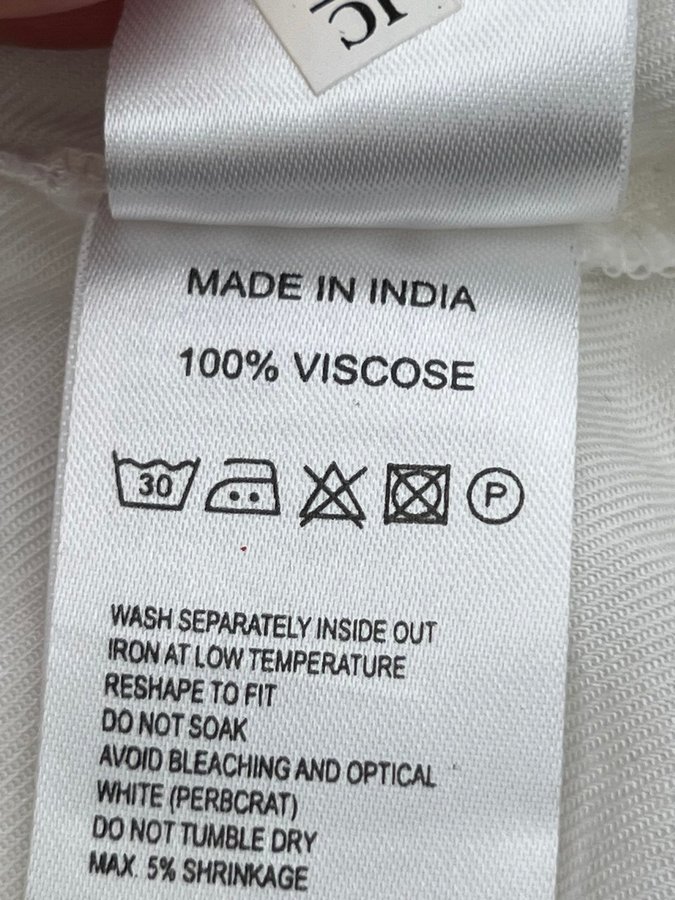 MADE IN INDIA
100% VISCOSE
30
P
WASH SEPARATELY INSIDE OUT
IRON AT LOW TEMPERATURE
RESHAPE TO FIT
DO NOT SOAK
AVOID BLEACHING AND OPTICAL
WHITE (PERBCRAT)
DO NOT TUMBLE DRY
MAX. 5% SHRINKAGE